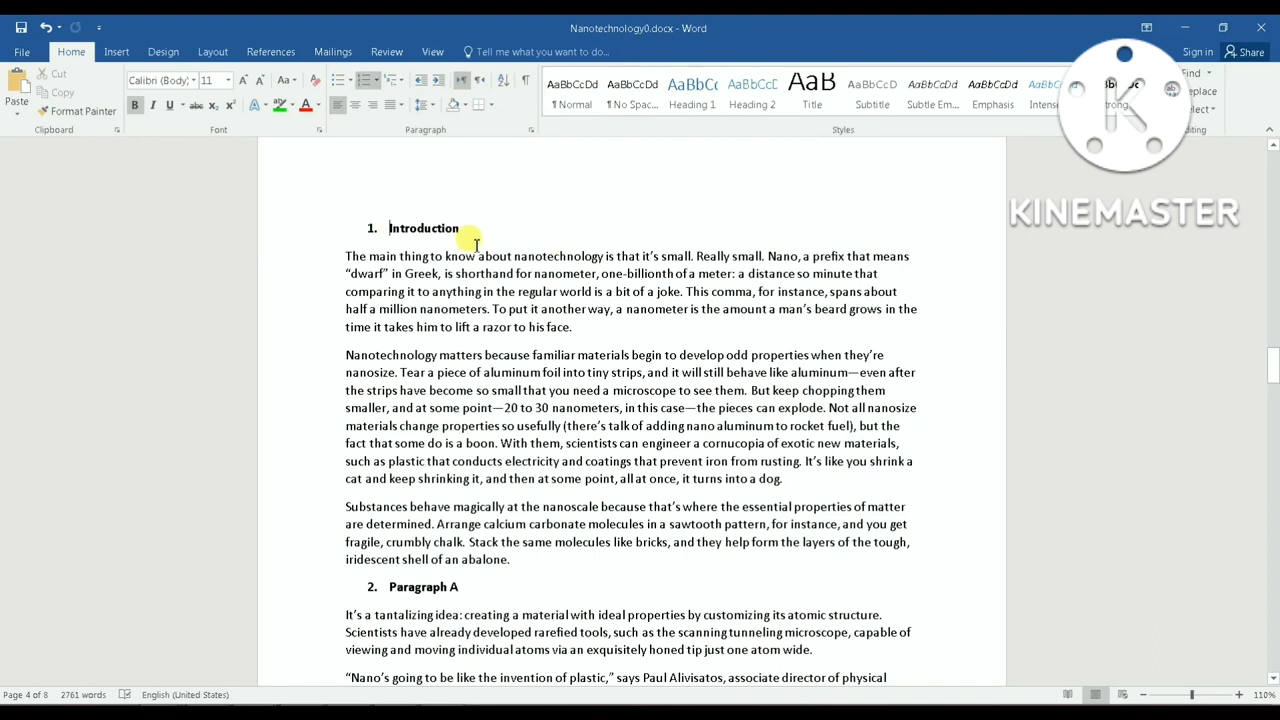 Nanotechnology0.docx - Word
File Home Insert Design Layout References Mailings Review View Tell me what you want to do... Sign in Share
Paste
Cut
Copy
Format Painter
Clipboard
Calibri (Body) 11
Font
Paragraph
AaBbCcDd AaBbCcDd AaBbCc AaBbCcD AaB AaBbCcD AaBbCcDd AaBbCcDd
¶ Normal ¶ No Spac... Heading 1 Heading 2 Title Subtitle Subtle Em... Emphasis
Styles
KINEMASTER
1. Introduction
The main thing to know about nanotechnology is that it’s small. Really small. Nano, a prefix that means
“dwarf” in Greek, is shorthand for nanometer, one-billionth of a meter: a distance so minute that
comparing it to anything in the regular world is a bit of a joke. This comma, for instance, spans about
half a million nanometers. To put it another way, a nanometer is the amount a man’s beard grows in the
time it takes him to lift a razor to his face.
Nanotechnology matters because familiar materials begin to develop odd properties when they’re
nanosize. Tear a piece of aluminum foil into tiny strips, and it will still behave like aluminum—even after
the strips have become so small that you need a microscope to see them. But keep chopping them
smaller, and at some point—20 to 30 nanometers, in this case—the pieces can explode. Not all nanosize
materials change properties so usefully (there’s talk of adding nano aluminum to rocket fuel), but the
fact that some do is a boon. With them, scientists can engineer a cornucopia of exotic new materials,
such as plastic that conducts electricity and coatings that prevent iron from rusting. It’s like you shrink a
cat and keep shrinking it, and then at some point, all at once, it turns into a dog.
Substances behave magically at the nanoscale because that’s where the essential properties of matter
are determined. Arrange calcium carbonate molecules in a sawtooth pattern, for instance, and you get
fragile, crumbly chalk. Stack the same molecules like bricks, and they help form the layers of the tough,
iridescent shell of an abalone.
2. Paragraph A
It’s a tantalizing idea: creating a material with ideal properties by customizing its atomic structure.
Scientists have already developed rarefied tools, such as the scanning tunneling microscope, capable of
viewing and moving individual atoms via an exquisitely honed tip just one atom wide.
“Nano’s going to be like the invention of plastic,” says Paul Alivisatos, associate director of physical
Page 4 of 8 2761 words English (United States) 110%